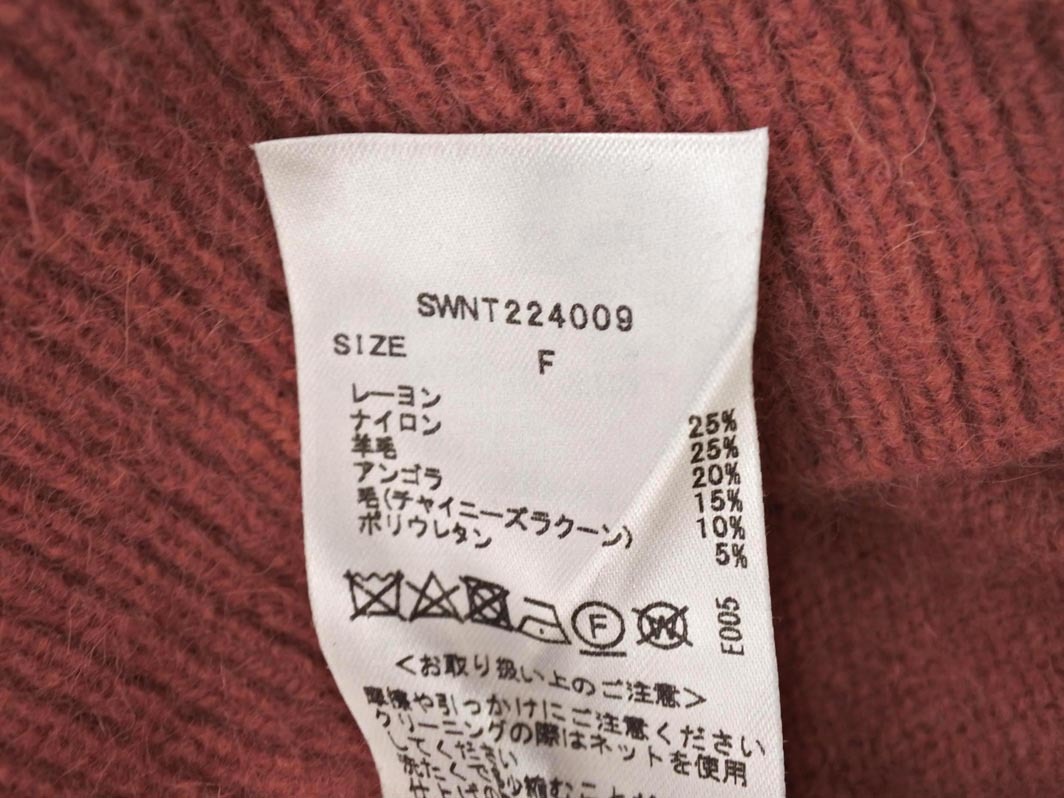 SWNT224009
SIZE F
レーヨン 25%
ナイロン 25%
羊毛 20%
アンゴラ 15%
毛(チャイニーズラクーン) 10%
ポリウレタン 5%
F W
E005
<お取り扱い上のご注意>
摩擦や引っかけにご注意ください
クリーニングの際はネットを使用
してください